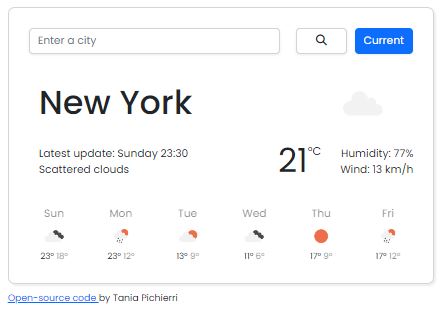 Enter a city
Current
New York
Latest update: Sunday 23:30
Scattered clouds
21°C
Humidity: 77%
Wind: 13 km/h
Sun Mon Tue Wed Thu Fri
23° 18° 23° 12° 13° 9° 11° 6° 17° 9° 17° 12°
Open-source code by Tania Pichierri